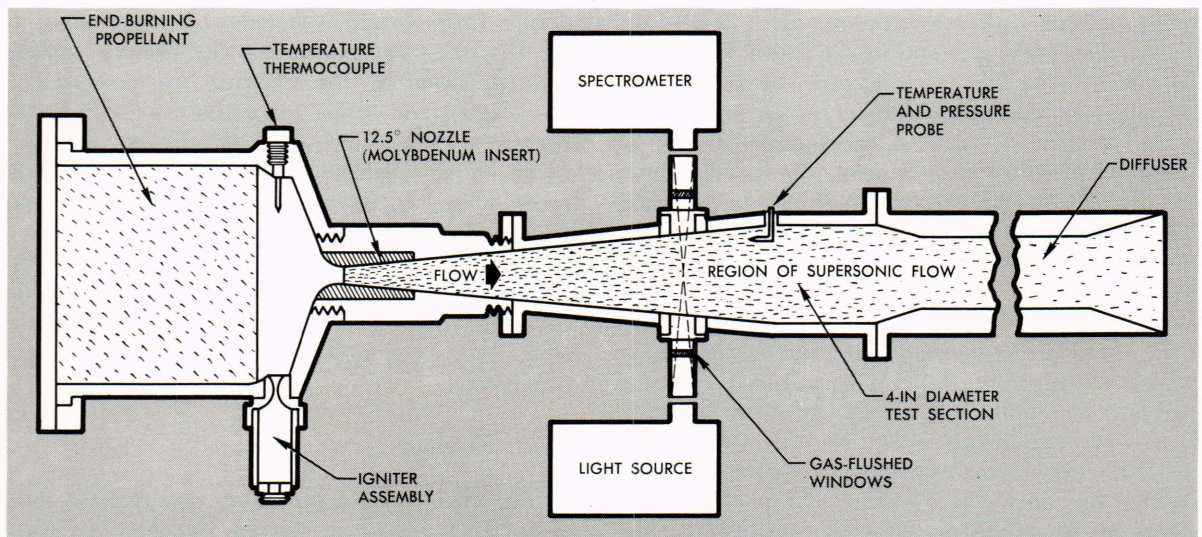 END-BURNING
PROPELLANT
TEMPERATURE
THERMOCOUPLE
12.5° NOZZLE
(MOLYBDENUM INSERT)
SPECTROMETER
TEMPERATURE
AND PRESSURE
PROBE
DIFFUSER
FLOW
REGION OF SUPERSONIC FLOW
4-IN DIAMETER
TEST SECTION
GAS-FLUSHED
WINDOWS
LIGHT SOURCE
IGNITER
ASSEMBLY